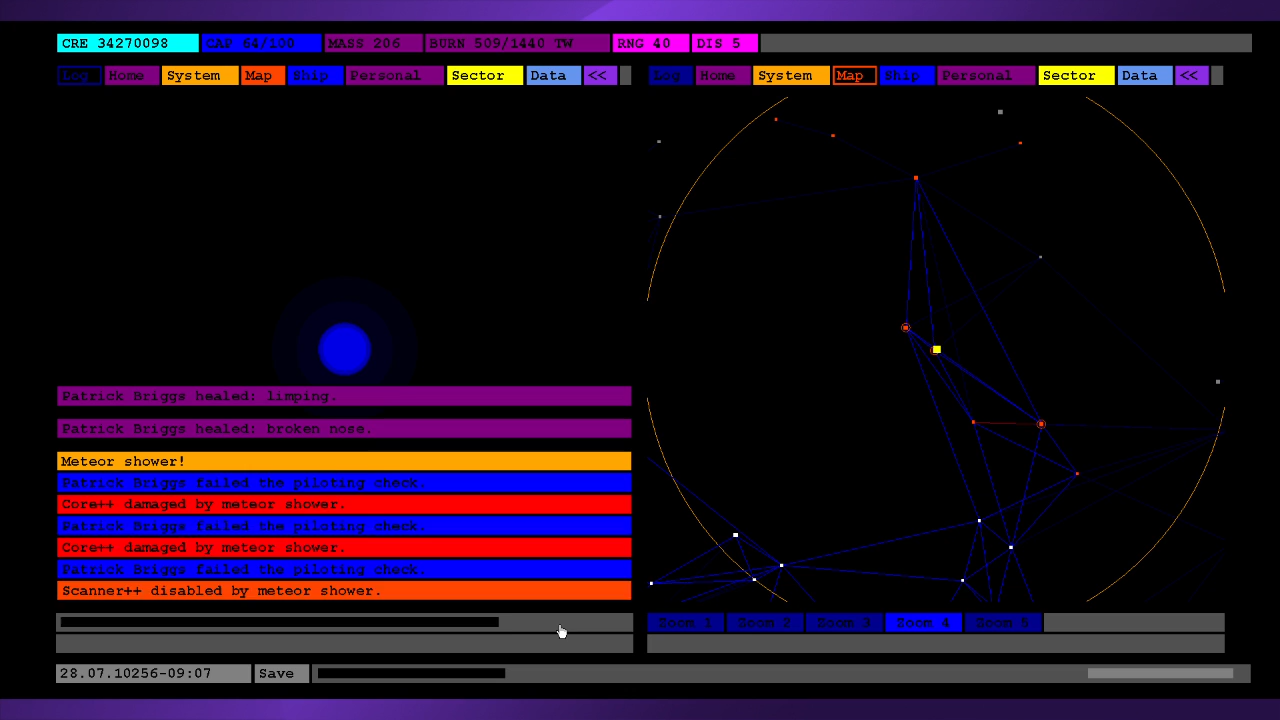 CRE 34270098 CAP 64/100 MASS 206 BURN 509/1440 TW RNG 40 DIS 5
Log Home System Map Ship Personal Sector Data <<
Log Home System Map Ship Personal Sector Data <<
Patrick Briggs healed: limping.
Patrick Briggs healed: broken nose.
Meteor shower!
Patrick Briggs failed the piloting check.
Core++ damaged by meteor shower.
Patrick Briggs failed the piloting check.
Core++ damaged by meteor shower.
Patrick Briggs failed the piloting check.
Scanner++ disabled by meteor shower.
Zoom 1 Zoom 2 Zoom 3 Zoom 4 Zoom 5
28.07.10256-09:07 Save